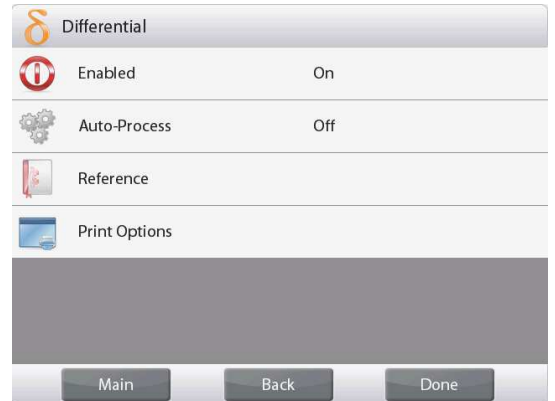 δ Differential
Enabled On
Auto-Process Off
Reference
Print Options
Main Back Done